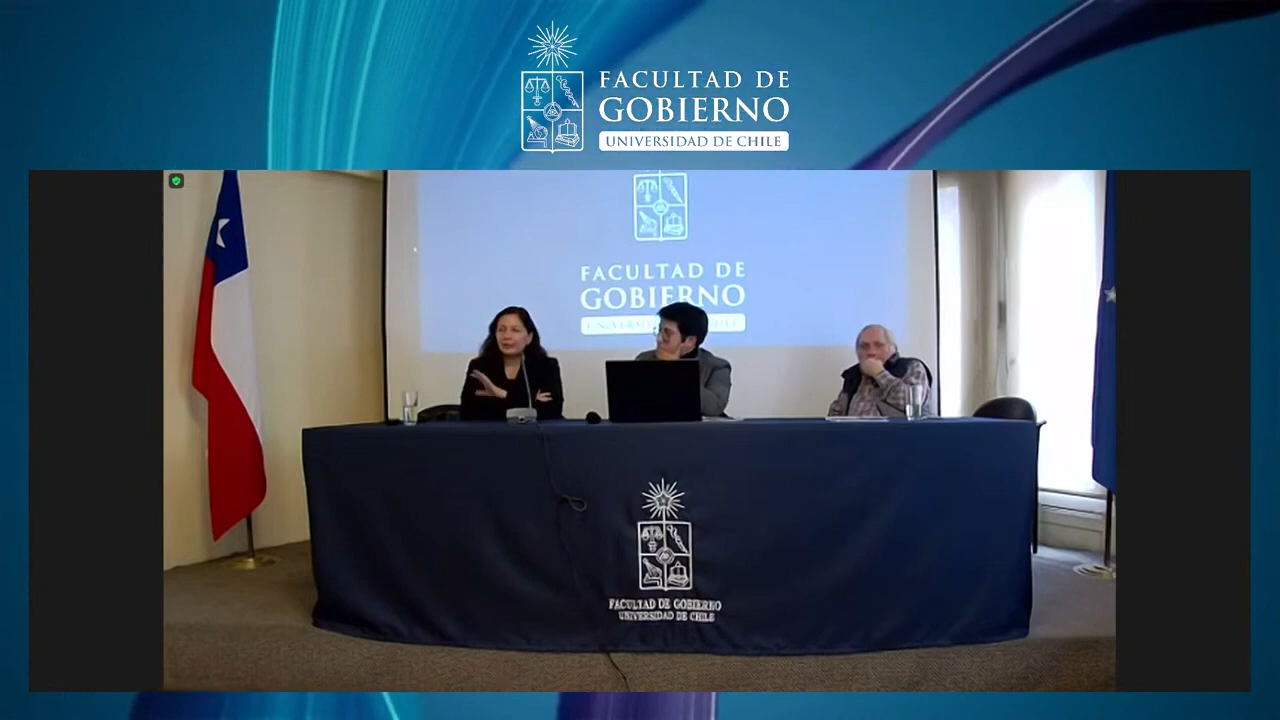 FACULTAD DE
GOBIERNO
UNIVERSIDAD DE CHILE
FACULTAD DE
GOBIERNO
FACULTAD DE GOBIERNO
UNIVERSIDAD DE CHILE